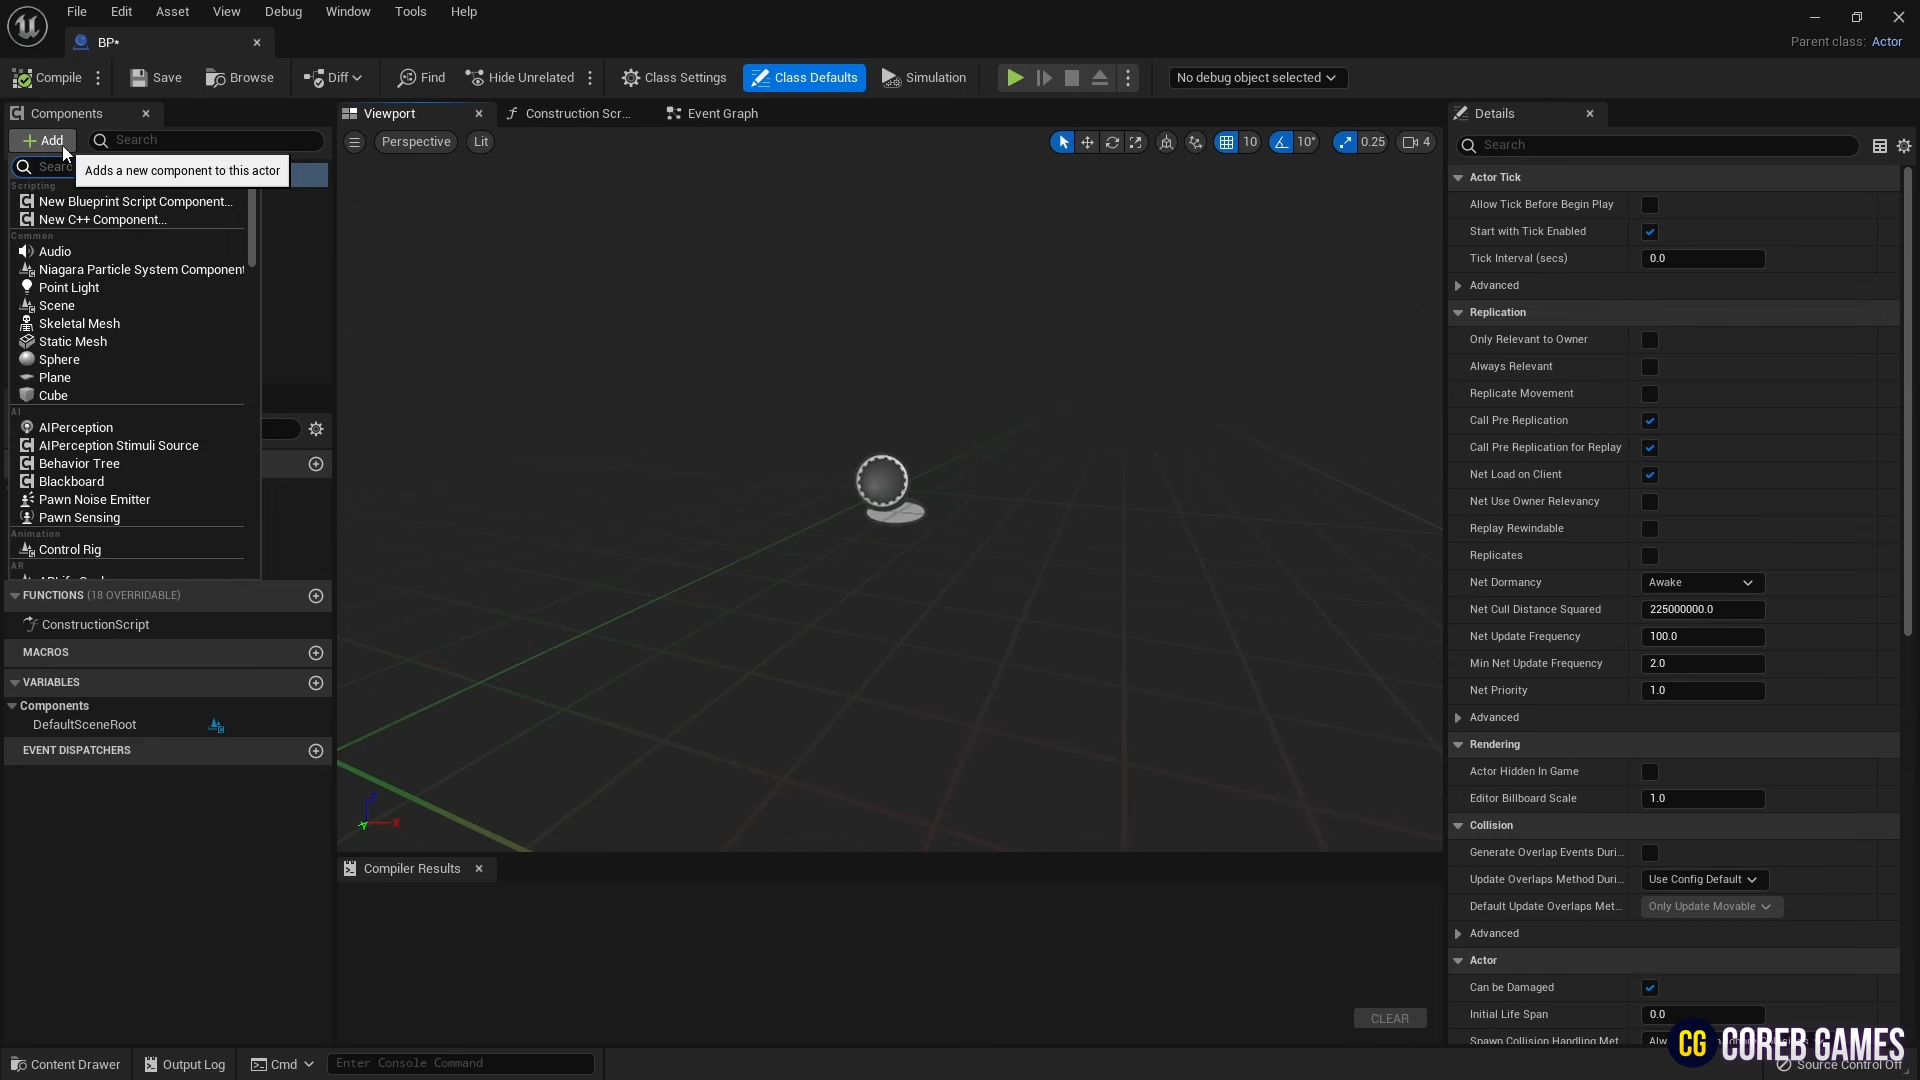 File Edit Asset View Debug Window Tools Help
BP*
Parent class: Actor
Compile Save Browse Diff Find Hide Unrelated Class Settings Class Defaults Simulation No debug object selected
Components Viewport Construction Scr... Event Graph Details
Add Search
Perspective Lit 10 10° 0.25 4
Search
Sear
Adds a new component to this actor
Scripting
New Blueprint Script Component...
New C++ Component...
Common
Audio
Niagara Particle System Component
Point Light
Scene
Skeletal Mesh
Static Mesh
Sphere
Plane
Cube
AI
AIPerception
AIPerception Stimuli Source
Behavior Tree
Blackboard
Pawn Noise Emitter
Pawn Sensing
Animation
Control Rig
AR
FUNCTIONS (18 OVERRIDABLE)
ConstructionScript
MACROS
VARIABLES
Components
DefaultSceneRoot
EVENT DISPATCHERS
Z
Y X
Compiler Results
CLEAR
Actor Tick
Allow Tick Before Begin Play
Start with Tick Enabled
Tick Interval (secs) 0.0
Advanced
Replication
Only Relevant to Owner
Always Relevant
Replicate Movement
Call Pre Replication
Call Pre Replication for Replay
Net Load on Client
Net Use Owner Relevancy
Replay Rewindable
Replicates
Net Dormancy Awake
Net Cull Distance Squared 225000000.0
Net Update Frequency 100.0
Min Net Update Frequency 2.0
Net Priority 1.0
Advanced
Rendering
Actor Hidden In Game
Editor Billboard Scale 1.0
Collision
Generate Overlap Events Duri...
Update Overlaps Method Duri... Use Config Default
Default Update Overlaps Met... Only Update Movable
Advanced
Actor
Can be Damaged
Initial Life Span 0.0
Spawn Collision Handling Met
CG COREB GAMES
Content Drawer Output Log Cmd Enter Console Command Source Control Off